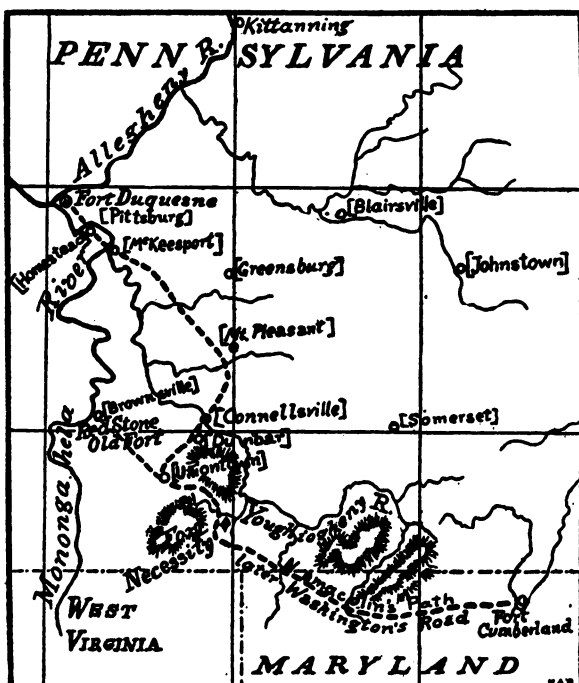 Kittanning
PENNSYLVANIA
Allegheny R.
Fort Duquesne
[Pittsburg]
[Homestead]
[McKeesport]
River
[Blairsville]
[Greensburg]
[Johnstown]
[Mt. Pleasant]
[Brownsville]
Red Stone
Old Fort
[Connellsville]
[Somerset]
[Dunbar]
[Uniontown]
Monongahela
Youghiogheny R.
Fort
Necessity
Nemacolin's Path
later Washington's Road
Fort
Cumberland
WEST
VIRGINIA
MARYLAND